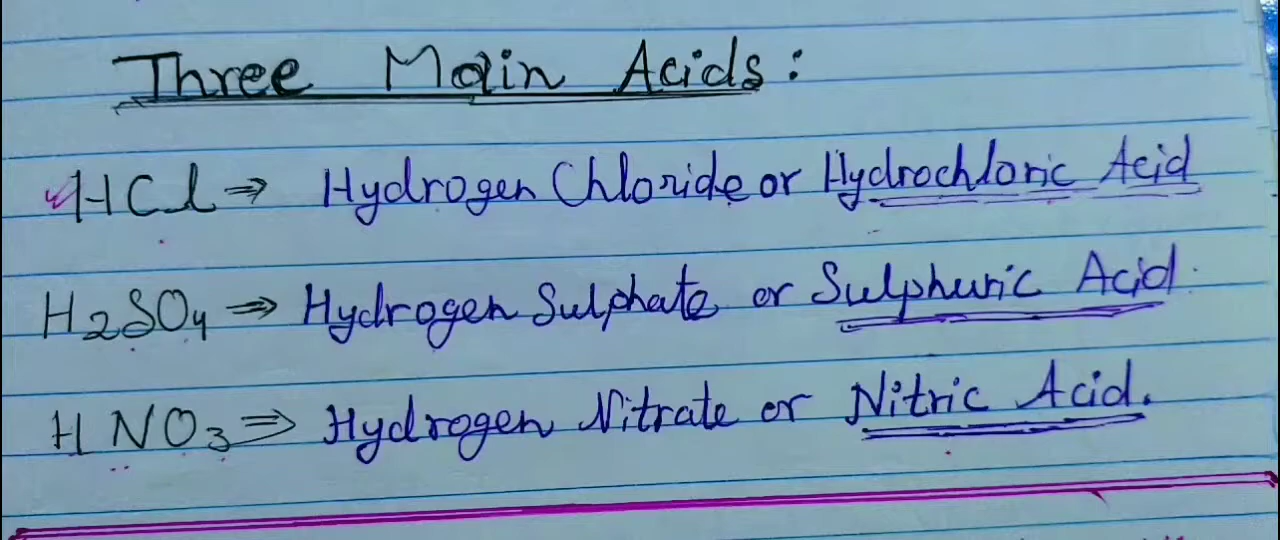 Three Main Acids:
HCl ⇒ Hydrogen Chloride or Hydrochloric Acid
H2SO4 ⇒ Hydrogen Sulphate or Sulphuric Acid.
HNO3 ⇒ Hydrogen Nitrate or Nitric Acid.